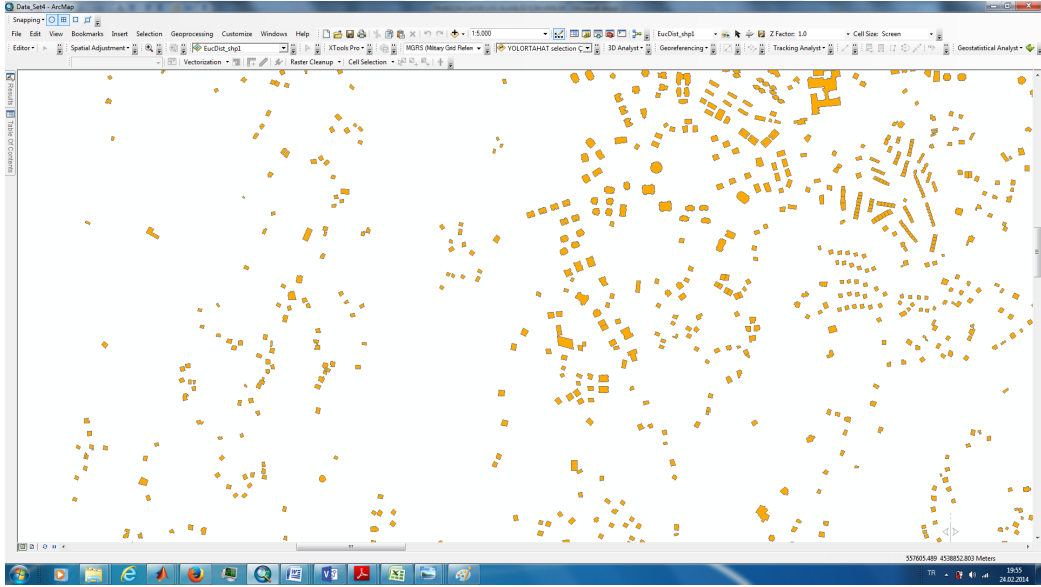 Data_Set4 - ArcMap
Snapping
File Edit View Bookmarks Insert Selection Geoprocessing Customize Windows Help 1:5,000 EucDist_shp1 Z Factor: 1.0 Cell Size: Screen
Editor Spatial Adjustment EucDist_shp1 XTools Pro MGRS (Military Grid Referen YOLORTAHAT selection Ç 3D Analyst Georeferencing Tracking Analyst Geostatistical Analyst
Vectorization Raster Cleanup Cell Selection
Results
Table Of Contents
557605.489 4538852.803 Meters
TR 19:55
24.02.2014